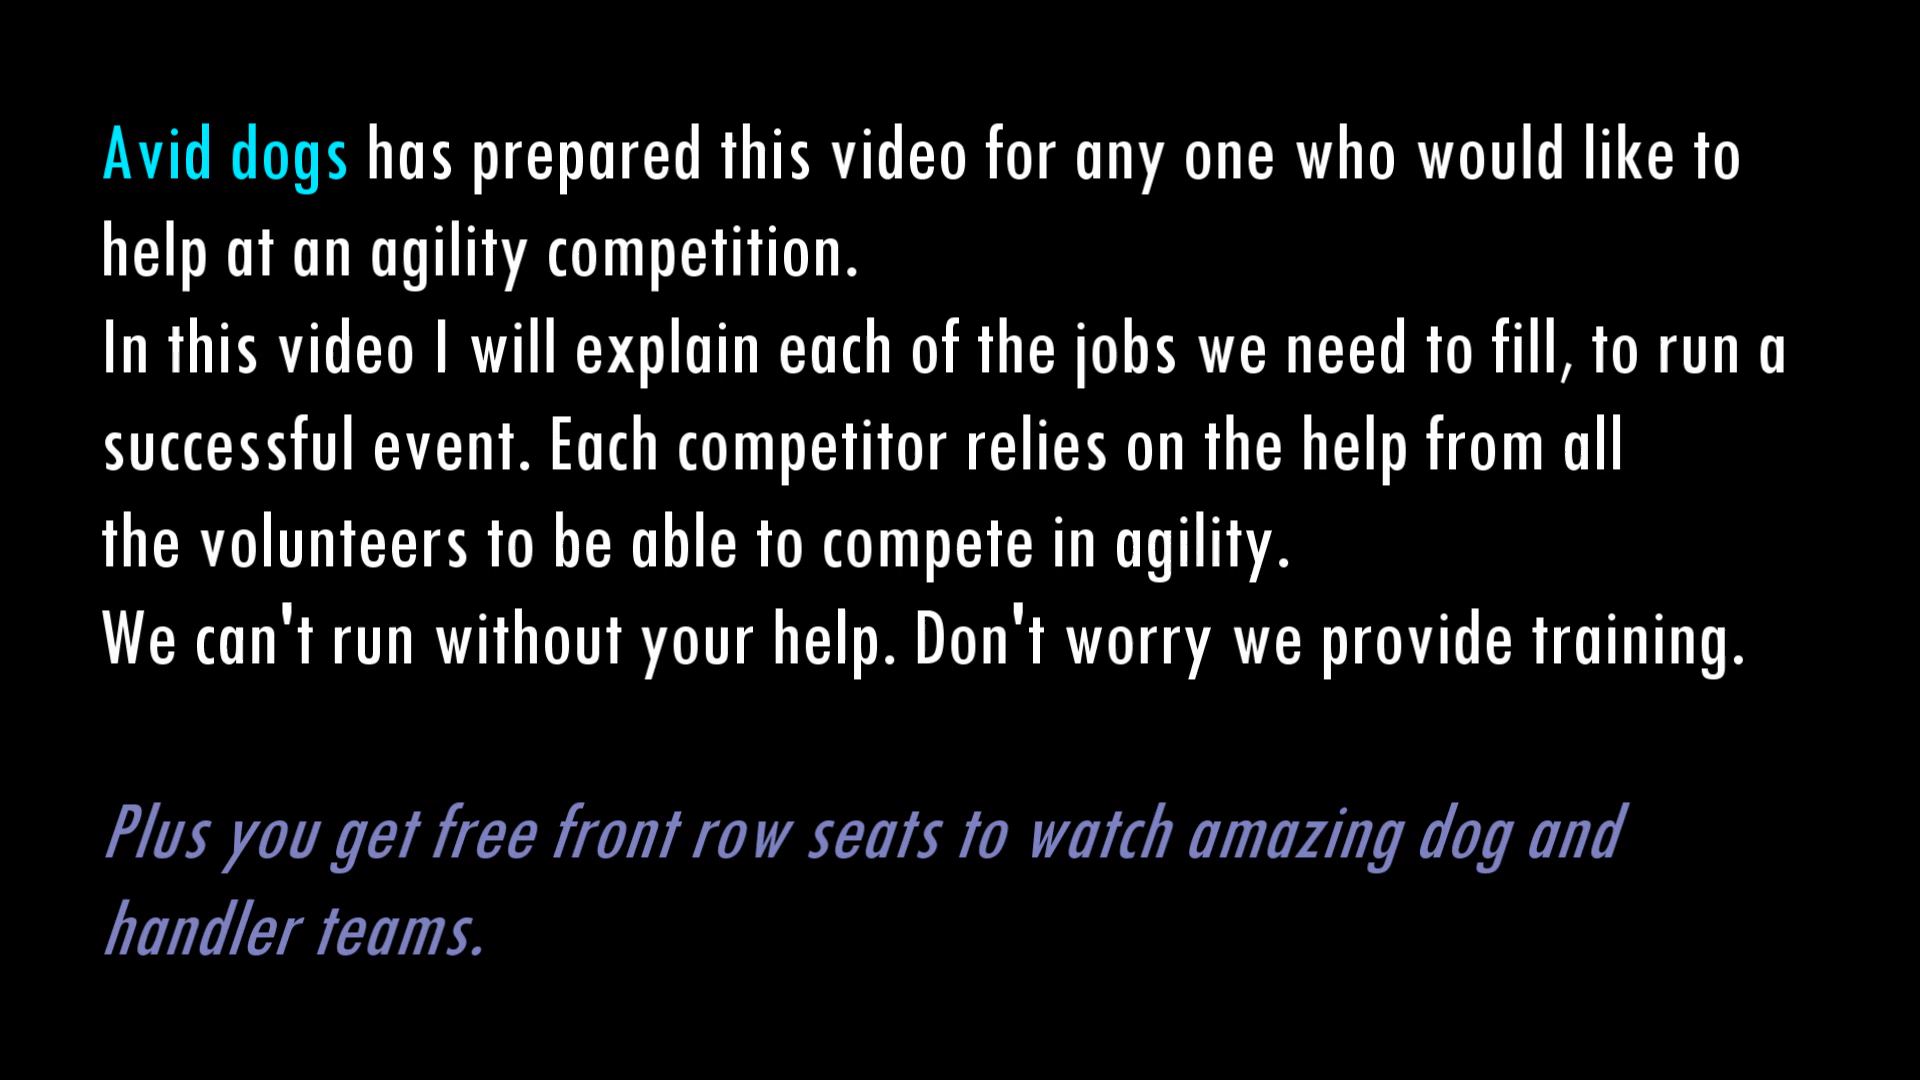 Avid dogs has prepared this video for any one who would like to
help at an agility competition.
In this video I will explain each of the jobs we need to fill, to run a
successful event. Each competitor relies on the help from all
the volunteers to be able to compete in agility.
We can't run without your help. Don't worry we provide training.
Plus you get free front row seats to watch amazing dog and
handler teams.